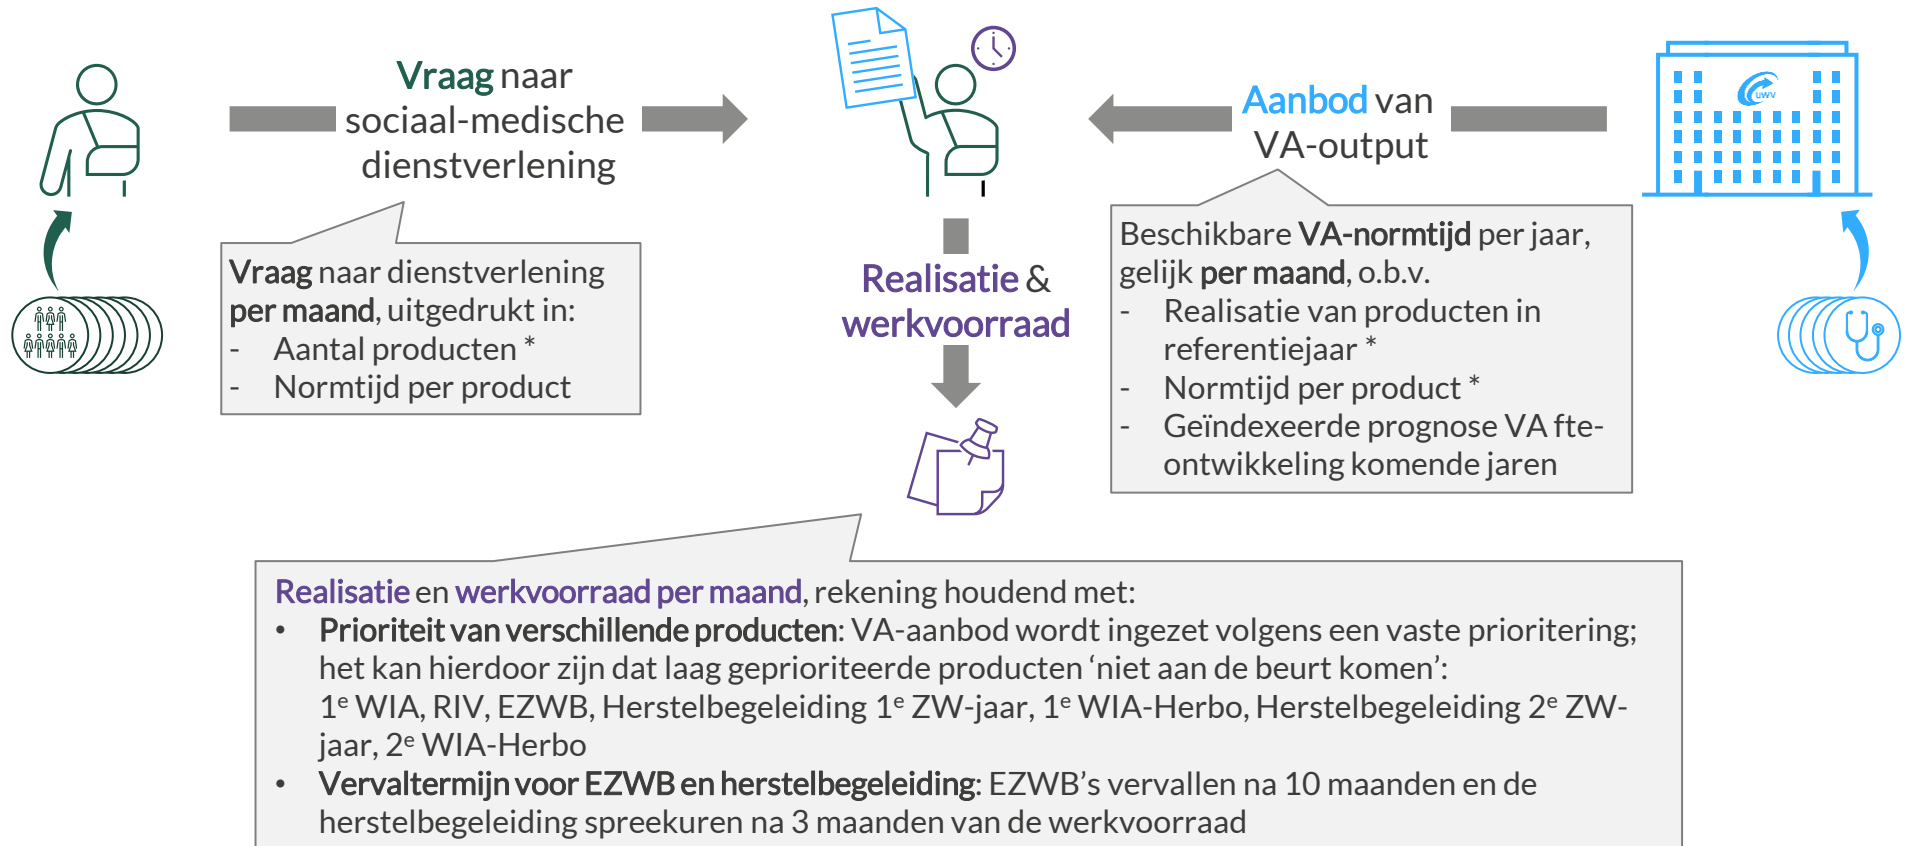 Vraag naar
sociaal-medische
dienstverlening
Aanbod van
VA-output
UWV
Vraag naar dienstverlening
per maand, uitgedrukt in:
- Aantal producten *
- Normtijd per product
Realisatie &
werkvoorraad
Beschikbare VA-normtijd per jaar,
gelijk per maand, o.b.v.
- Realisatie van producten in
referentiejaar *
- Normtijd per product *
- Geïndexeerde prognose VA fte-
ontwikkeling komende jaren
Realisatie en werkvoorraad per maand, rekening houdend met:
• Prioriteit van verschillende producten: VA-aanbod wordt ingezet volgens een vaste prioritering;
het kan hierdoor zijn dat laag geprioriteerde producten ‘niet aan de beurt komen’:
1ᵉ WIA, RIV, EZWB, Herstelbegeleiding 1ᵉ ZW-jaar, 1ᵉ WIA-Herbo, Herstelbegeleiding 2ᵉ ZW-
jaar, 2ᵉ WIA-Herbo
• Vervaltermijn voor EZWB en herstelbegeleiding: EZWB’s vervallen na 10 maanden en de
herstelbegeleiding spreekuren na 3 maanden van de werkvoorraad